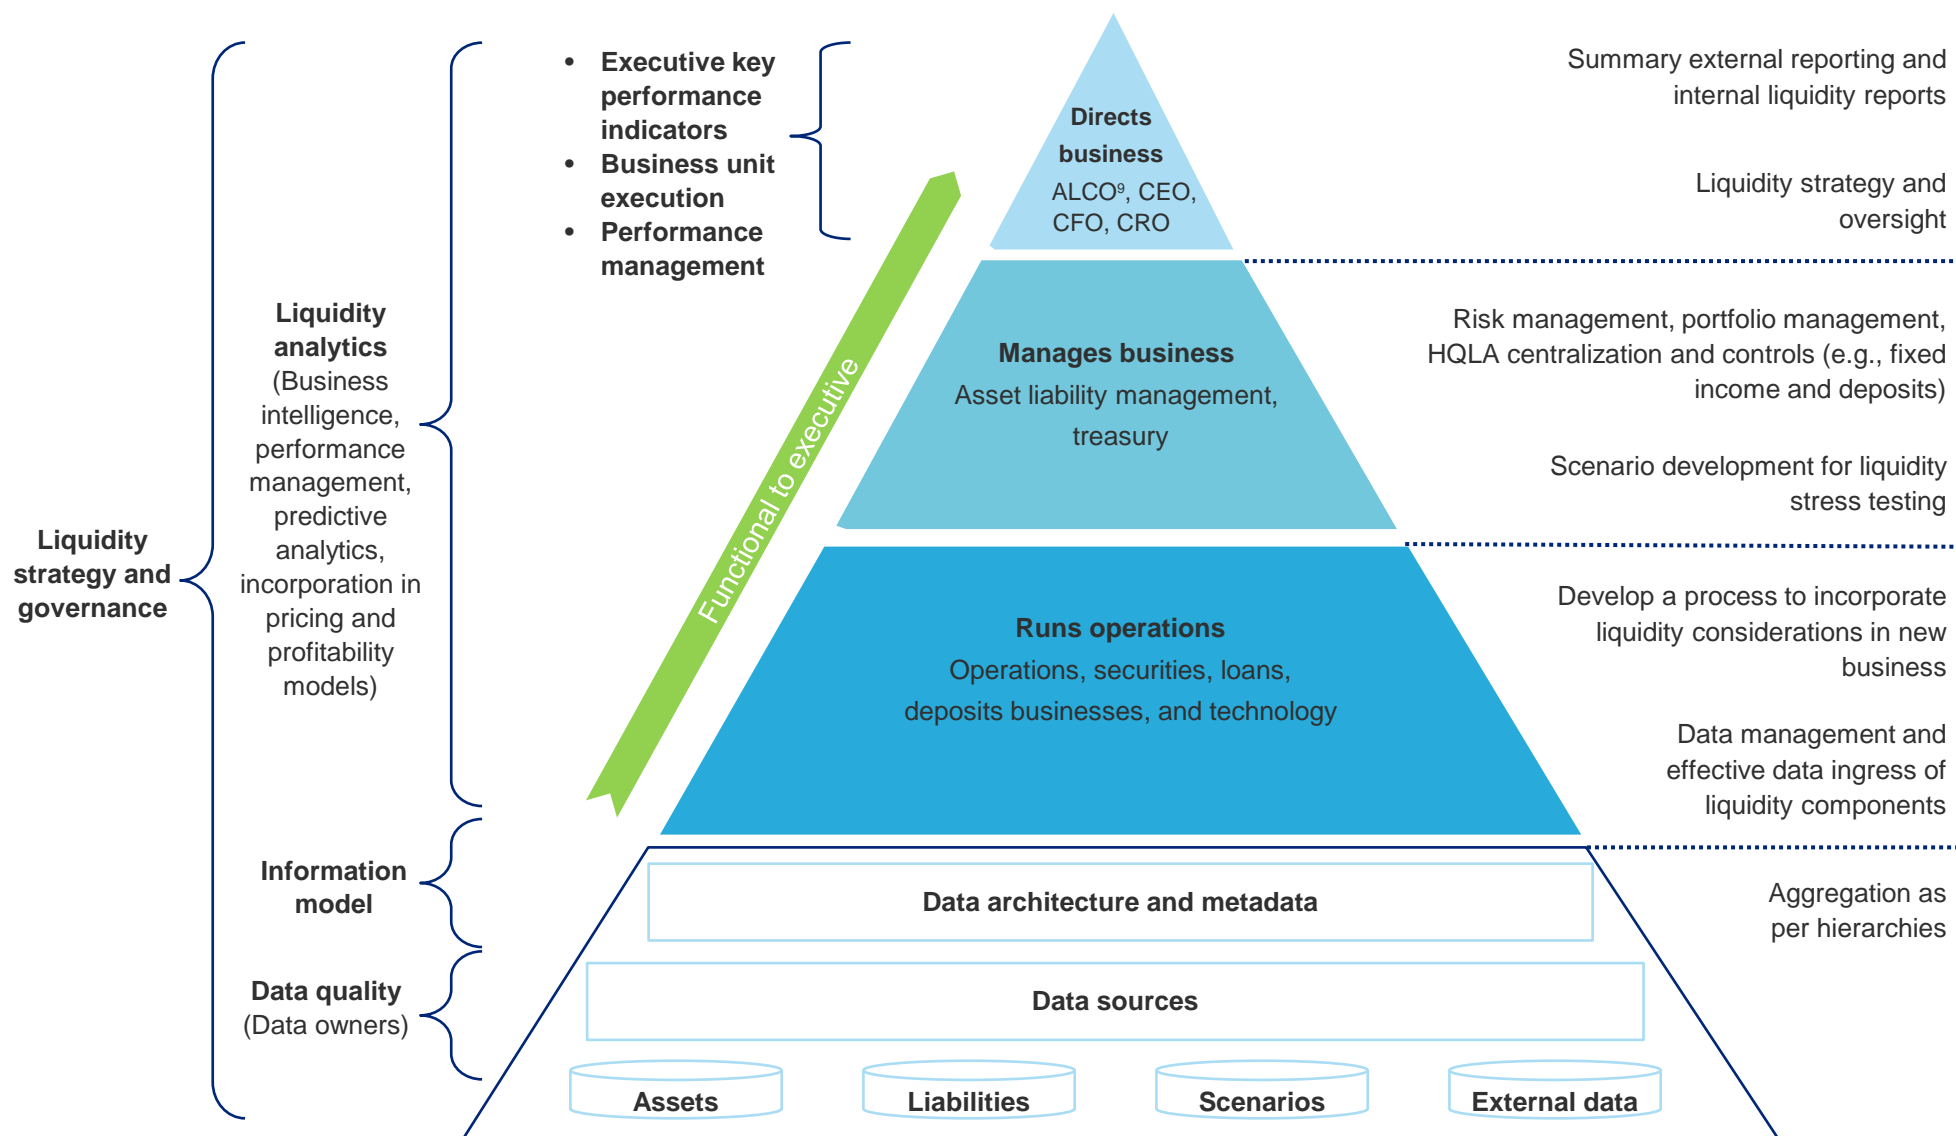 Liquidity
strategy and
governance
Liquidity
analytics
(Business
intelligence,
performance
management,
predictive
analytics,
incorporation in
pricing and
profitability
models)
Information
model
Data quality
(Data owners)
• Executive key
performance
indicators
• Business unit
execution
• Performance
management
Functional to executive
Directs
business
ALCO⁹, CEO,
CFO, CRO
Manages business
Asset liability management,
treasury
Runs operations
Operations, securities, loans,
deposits businesses, and technology
Data architecture and metadata
Data sources
Assets
Liabilities
Scenarios
External data
Summary external reporting and
internal liquidity reports
Liquidity strategy and
oversight
Risk management, portfolio management,
HQLA centralization and controls (e.g., fixed
income and deposits)
Scenario development for liquidity
stress testing
Develop a process to incorporate
liquidity considerations in new
business
Data management and
effective data ingress of
liquidity components
Aggregation as
per hierarchies